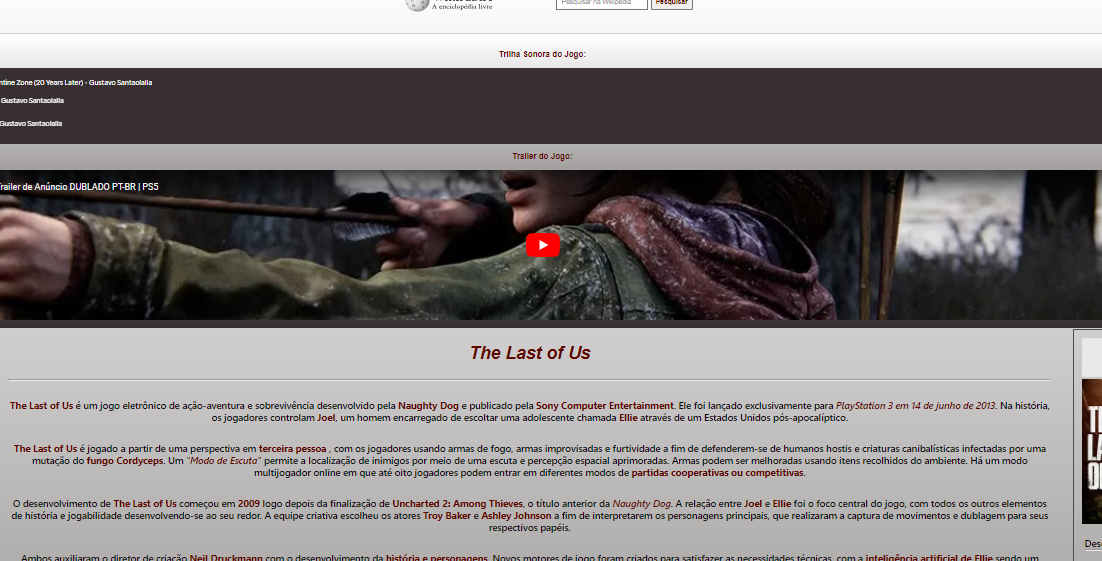 A enciclopédia livre
Pesquisar na Wikipédia
Pesquisar
Trilha Sonora do Jogo:
Zone (20 Years Later) - Gustavo Santaolalla
Gustavo Santaolalla
Gustavo Santaolalla
Trailer do Jogo:
Trailer de Anúncio DUBLADO PT-BR | PS5
The Last of Us
The Last of Us é um jogo eletrônico de ação-aventura e sobrevivência desenvolvido pela Naughty Dog e publicado pela Sony Computer Entertainment. Ele foi lançado exclusivamente para PlayStation 3 em 14 de junho de 2013. Na história,
os jogadores controlam Joel, um homem encarregado de escoltar uma adolescente chamada Ellie através de um Estados Unidos pós-apocalíptico.
The Last of Us é jogado a partir de uma perspectiva em terceira pessoa , com os jogadores usando armas de fogo, armas improvisadas e furtividade a fim de defenderem-se de humanos hostis e criaturas canibalísticas infectadas por uma
mutação do fungo Cordyceps. Um "Modo de Escuta" permite a localização de inimigos por meio de uma escuta e percepção espacial aprimoradas. Armas podem ser melhoradas usando itens recolhidos do ambiente. Há um modo
multijogador online em que até oito jogadores podem entrar em diferentes modos de partidas cooperativas ou competitivas.
O desenvolvimento de The Last of Us começou em 2009 logo depois da finalização de Uncharted 2: Among Thieves, o título anterior da Naughty Dog. A relação entre Joel e Ellie foi o foco central do jogo, com todos os outros elementos
de história e jogabilidade desenvolvendo-se ao seu redor. A equipe criativa escolheu os atores Troy Baker e Ashley Johnson a fim de interpretarem os personagens principais, que realizaram a captura de movimentos e dublagem para seus
respectivos papéis.
Ambos auxiliaram o diretor de criação Neil Druckmann com o desenvolvimento da história e personagens. Novos motores de jogo foram criados para satisfazer as necessidades técnicas, com a inteligência artificial de Ellie sendo um